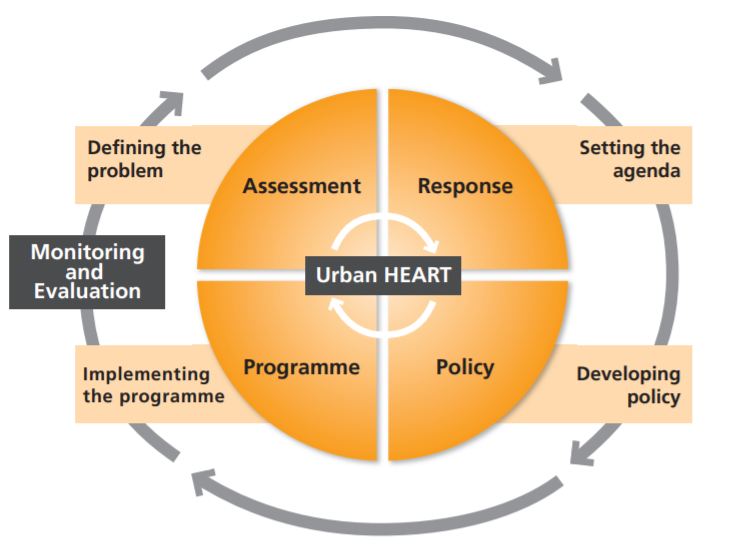 Defining the
problem
Setting the
agenda
Assessment
Response
Monitoring
and
Evaluation
Urban HEART
Programme
Policy
Implementing
the programme
Developing
policy